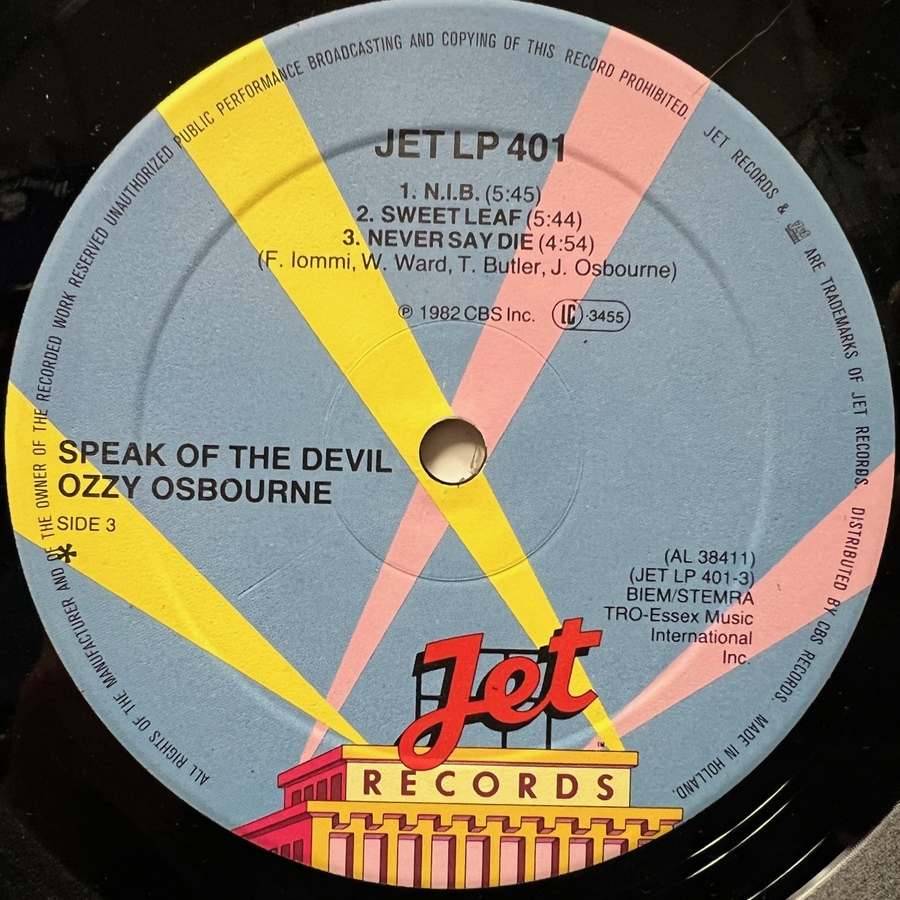 ALL RIGHTS OF THE MANUFACTURER AND OF THE OWNER OF THE RECORDED WORK RESERVED UNAUTHORIZED PUBLIC PERFORMANCE BROADCASTING AND COPYING OF THIS RECORD PROHIBITED. JET RECORDS & ARE TRADEMARKS OF JET RECORDS. DISTRIBUTED BY CBS RECORDS. MADE IN HOLLAND.
JET LP 401
1. N.I.B. (5:45)
2. SWEET LEAF (5:44)
3. NEVER SAY DIE (4:54)
(F. Iommi, W. Ward, T. Butler, J. Osbourne)
℗ 1982 CBS Inc. LC 3455
SPEAK OF THE DEVIL
OZZY OSBOURNE
SIDE 3
*
(AL 38411)
(JET LP 401-3)
BIEM/STEMRA
TRO-Essex Music
International
Inc.
Jet
TM
RECORDS